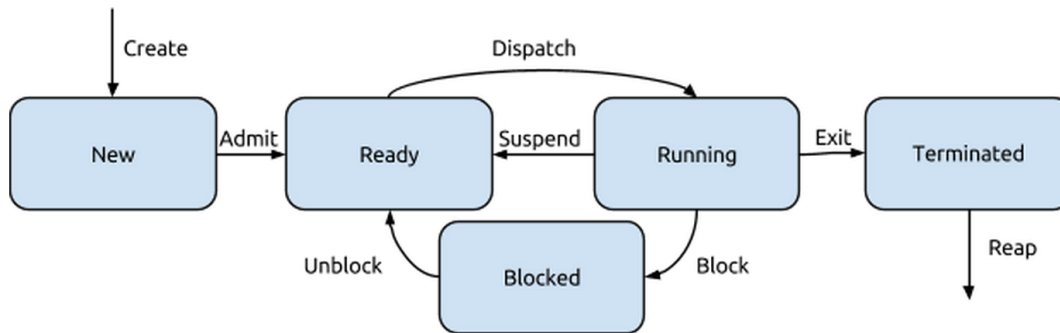 Create
Dispatch
New
Admit
Ready
Suspend
Running
Exit
Terminated
Unblock
Blocked
Block
Reap